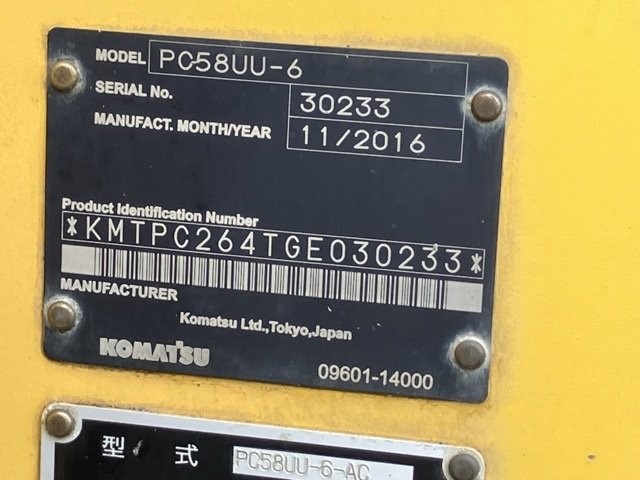 MODEL PC58UU-6
SERIAL No. 30233
MANUFACT. MONTH/YEAR 11/2016
Product Identification Number
*KMTPC264TGE030233*
MANUFACTURER
Komatsu Ltd.,Tokyo,Japan
KOMATSU
09601-14000
型 式 PC58UU-6-AC